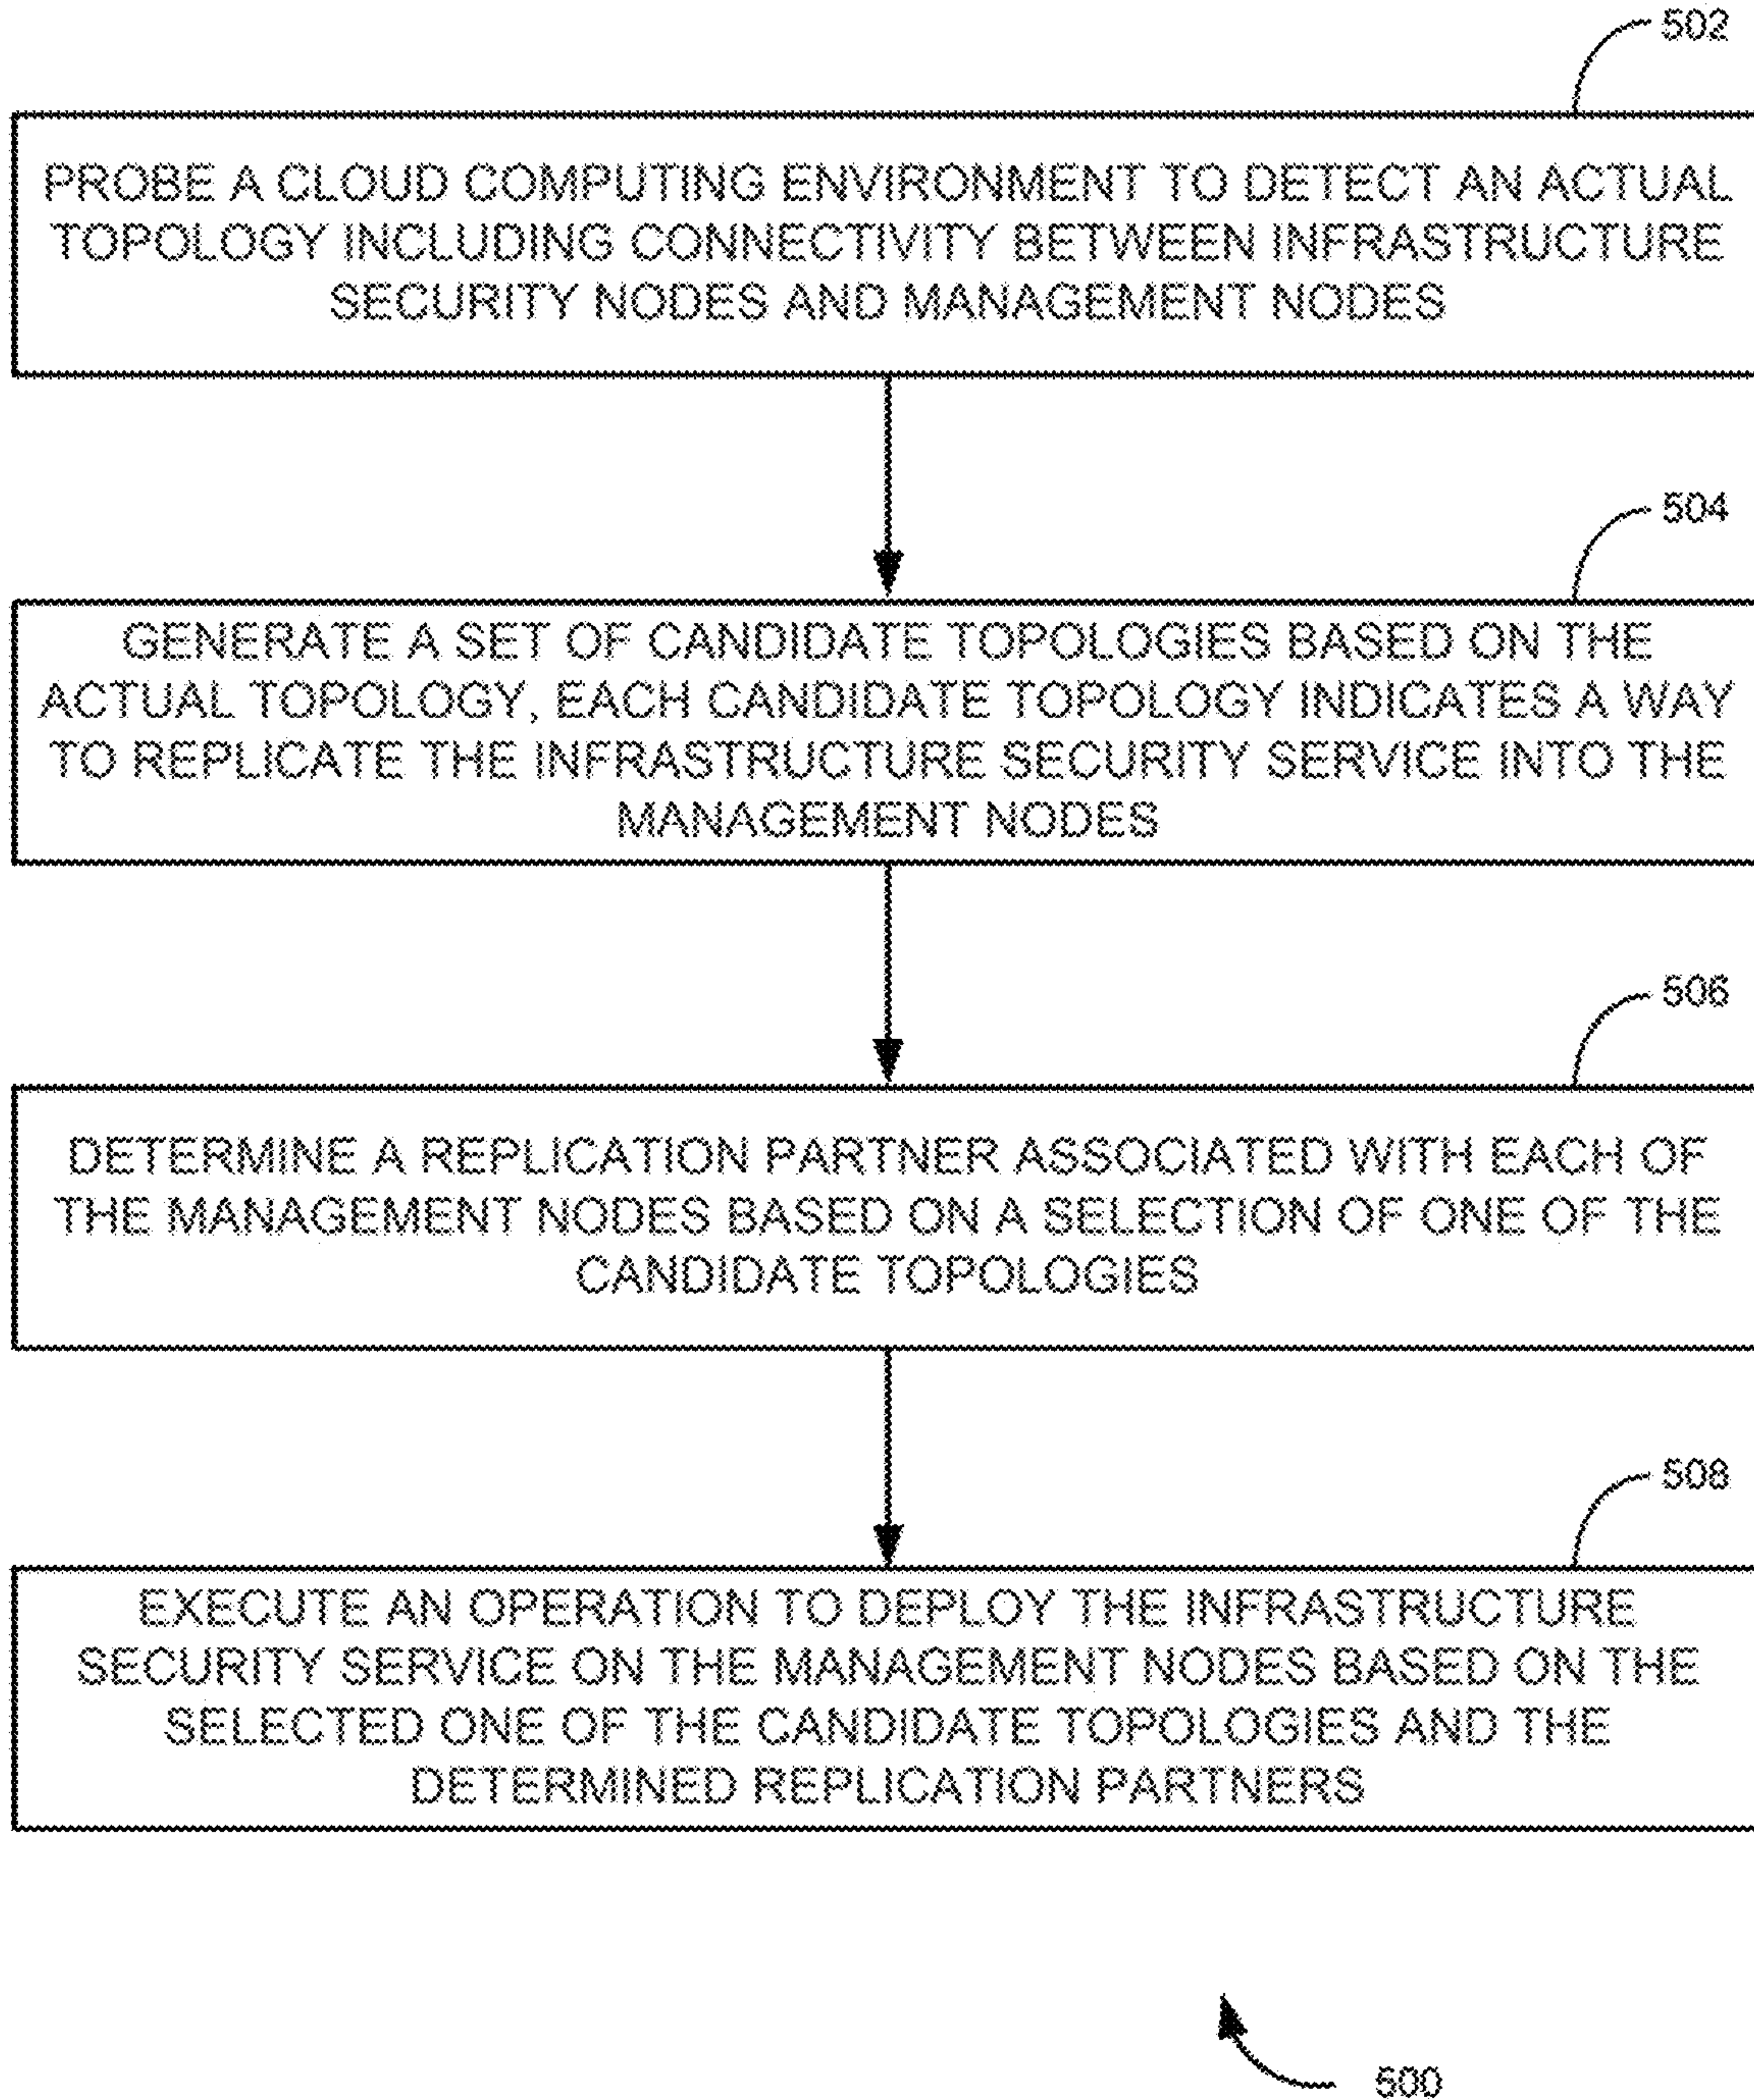 502
PROBE A CLOUD COMPUTING ENVIRONMENT TO DETECT AN ACTUAL
TOPOLOGY INCLUDING CONNECTIVITY BETWEEN INFRASTRUCTURE
SECURITY NODES AND MANAGEMENT NODES
504
GENERATE A SET OF CANDIDATE TOPOLOGIES BASED ON THE
ACTUAL TOPOLOGY, EACH CANDIDATE TOPOLOGY INDICATES A WAY
TO REPLICATE THE INFRASTRUCTURE SECURITY SERVICE INTO THE
MANAGEMENT NODES
506
DETERMINE A REPLICATION PARTNER ASSOCIATED WITH EACH OF
THE MANAGEMENT NODES BASED ON A SELECTION OF ONE OF THE
CANDIDATE TOPOLOGIES
508
EXECUTE AN OPERATION TO DEPLOY THE INFRASTRUCTURE
SECURITY SERVICE ON THE MANAGEMENT NODES BASED ON THE
SELECTED ONE OF THE CANDIDATE TOPOLOGIES AND THE
DETERMINED REPLICATION PARTNERS
500